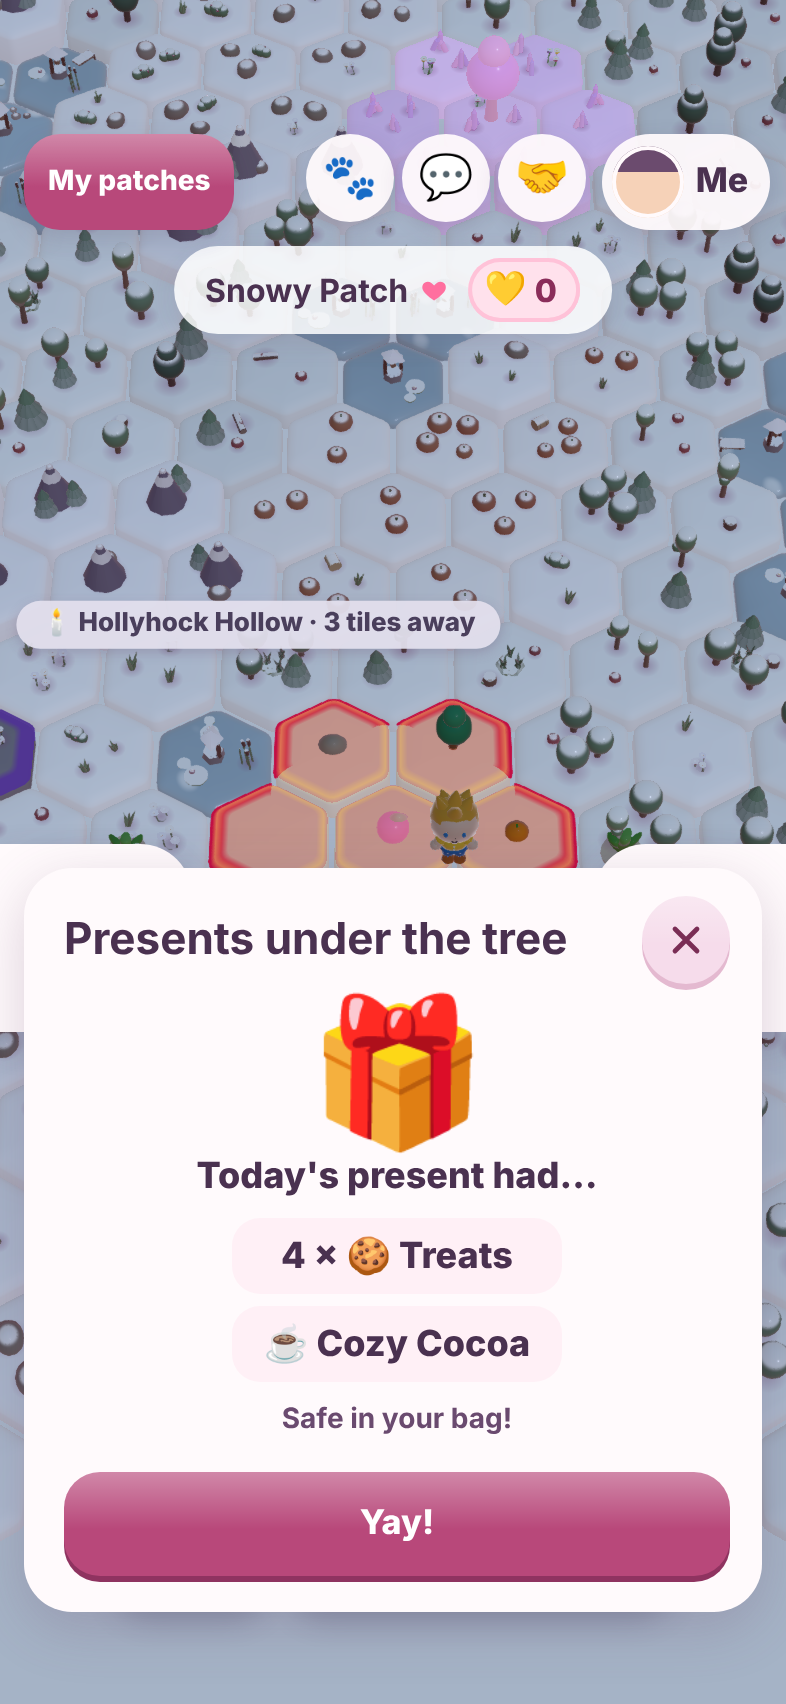 My patches
Me
Snowy Patch
0
Hollyhock Hollow · 3 tiles away
Presents under the tree
Today's present had...
4 × Treats
Cozy Cocoa
Safe in your bag!
Yay!